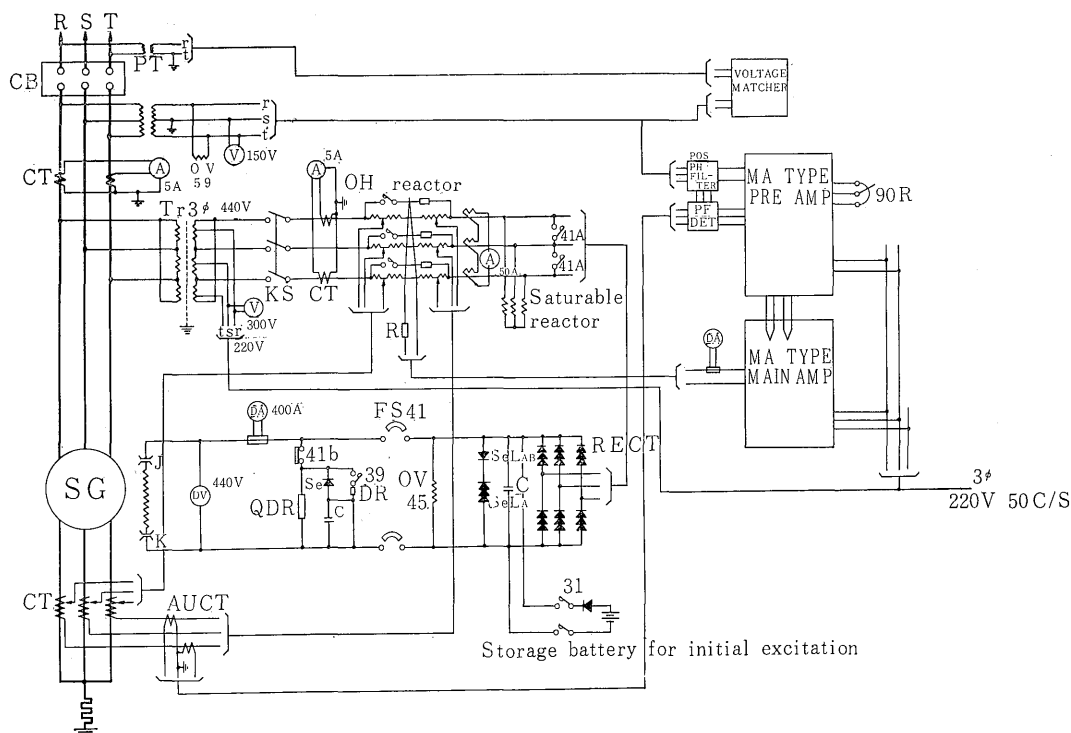 R S T
PT
r
t
CB
VOLTAGE
MATCHER
r
s
t
V
150V
OV
59
CT
A
5A
A
5A
OH
reactor
POS
PH
FIL-
TER
PF
DET
MA TYPE
PRE AMP
90R
Tr3φ
440V
KS
CT
A
50A
41A
41A
Saturable
reactor
V
300V
tsr
220V
R
DA
MA TYPE
MAIN AMP
DA
400A
FS41
RECT
J
41b
SeLAB
440V
DV
Se
39
DR
OV
45
SeLA
C
QDR
C
SG
K
3φ
220V 50C/S
CT
AUCT
31
Storage battery for initial excitation